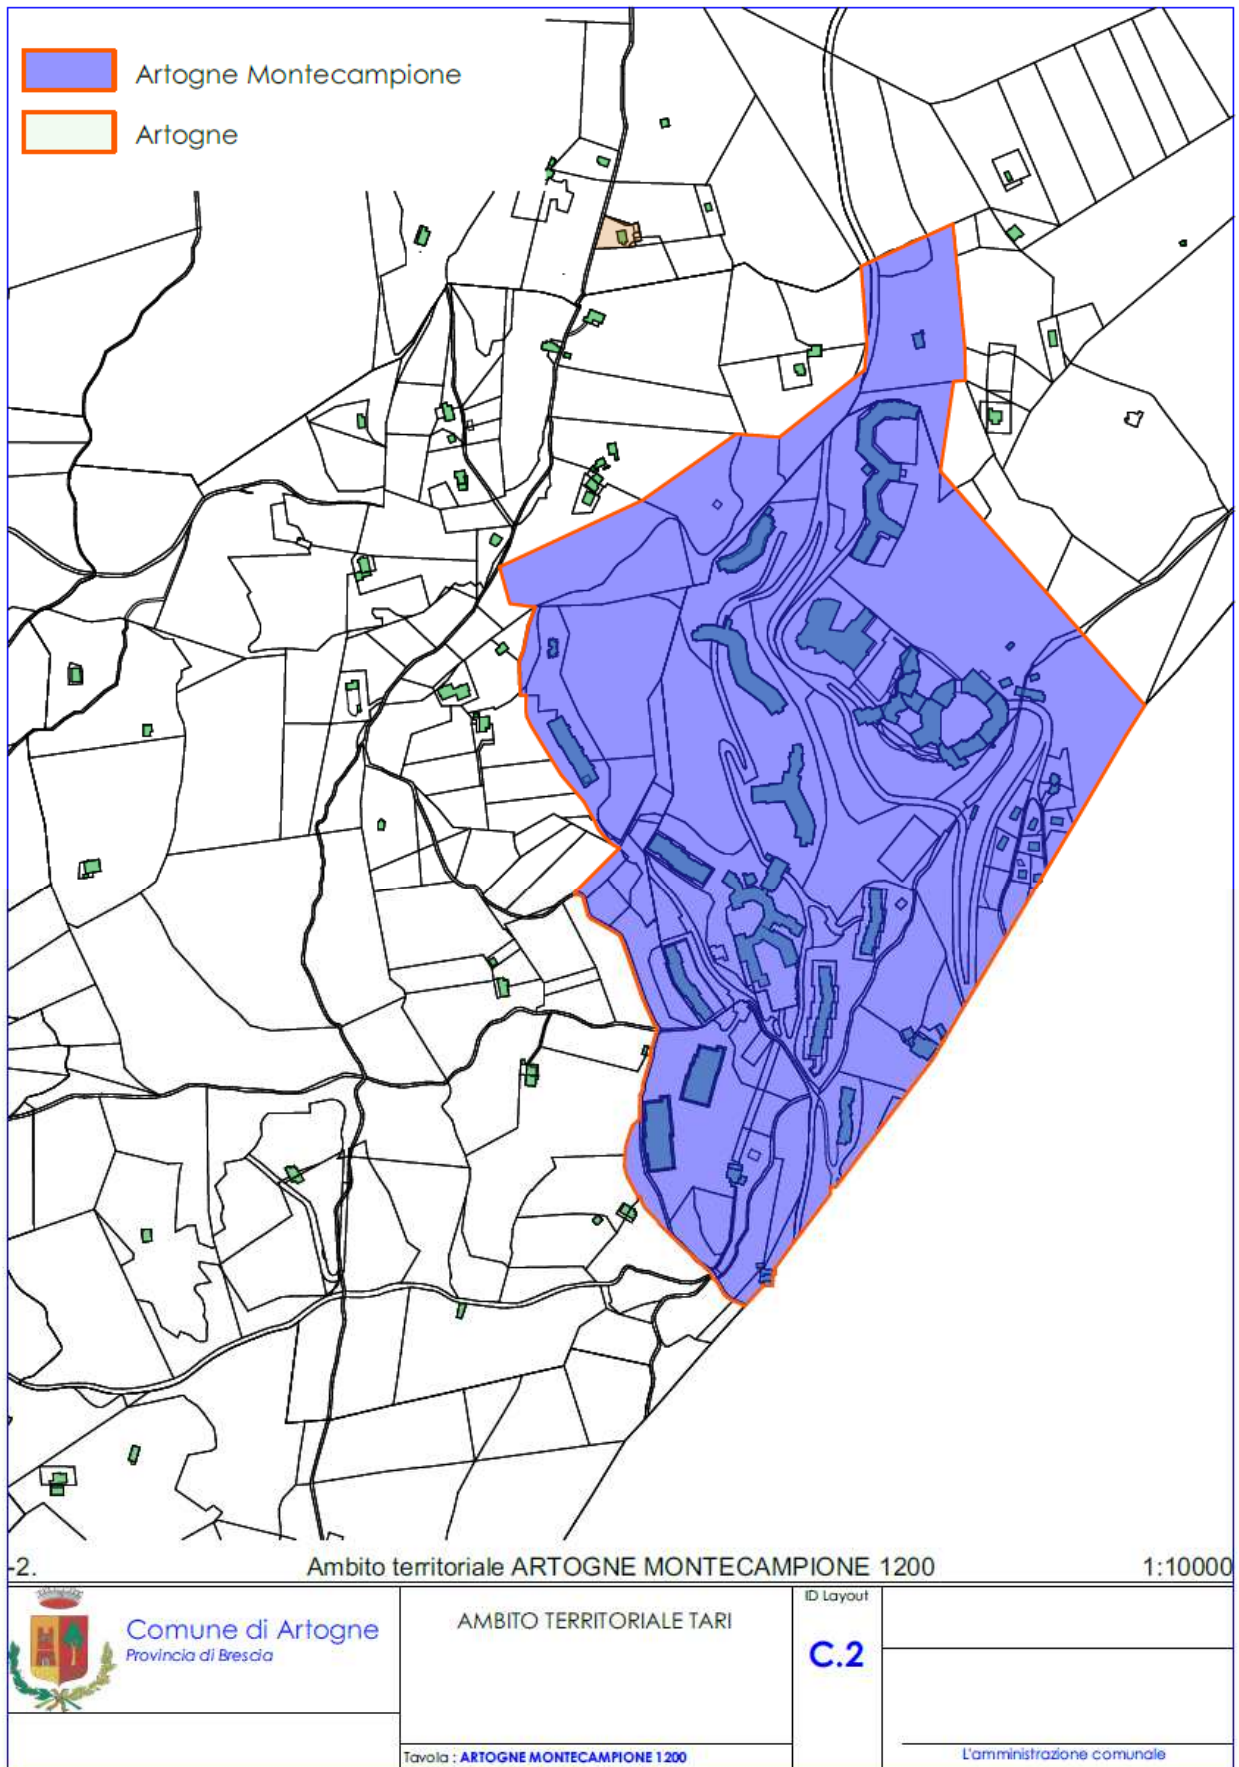 Artogne Montecampione
Artogne
-2.
Ambito territoriale ARTOGNE MONTECAMPIONE 1200
1:10000
Comune di Artogne
Provincia di Brescia
AMBITO TERRITORIALE TARI
Tavola : ARTOGNE MONTECAMPIONE 1200
ID Layout
C.2
L'amministrazione comunale